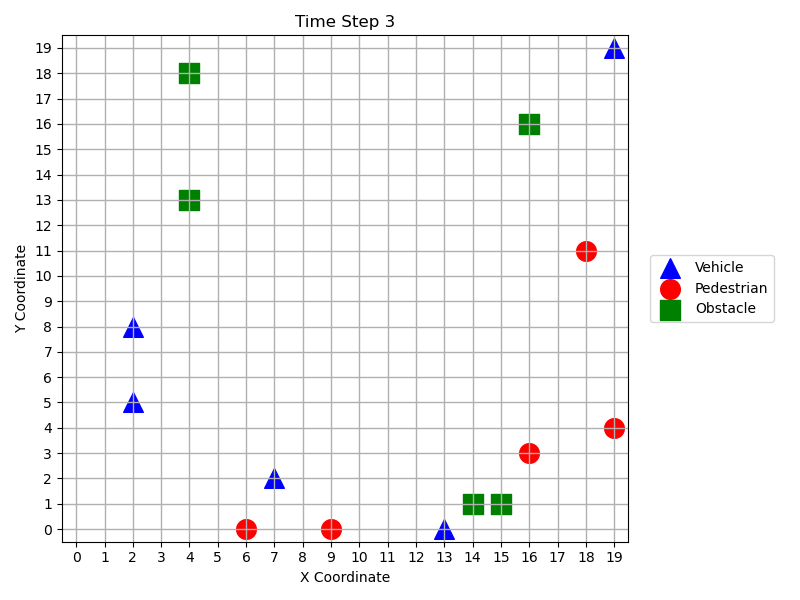 Time Step 3
19
18
17
16
15
14
13
12
11
10
9
8
7
6
5
4
3
2
1
0
Y Coordinate
0 1 2 3 4 5 6 7 8 9 10 11 12 13 14 15 16 17 18 19
X Coordinate
Vehicle
Pedestrian
Obstacle